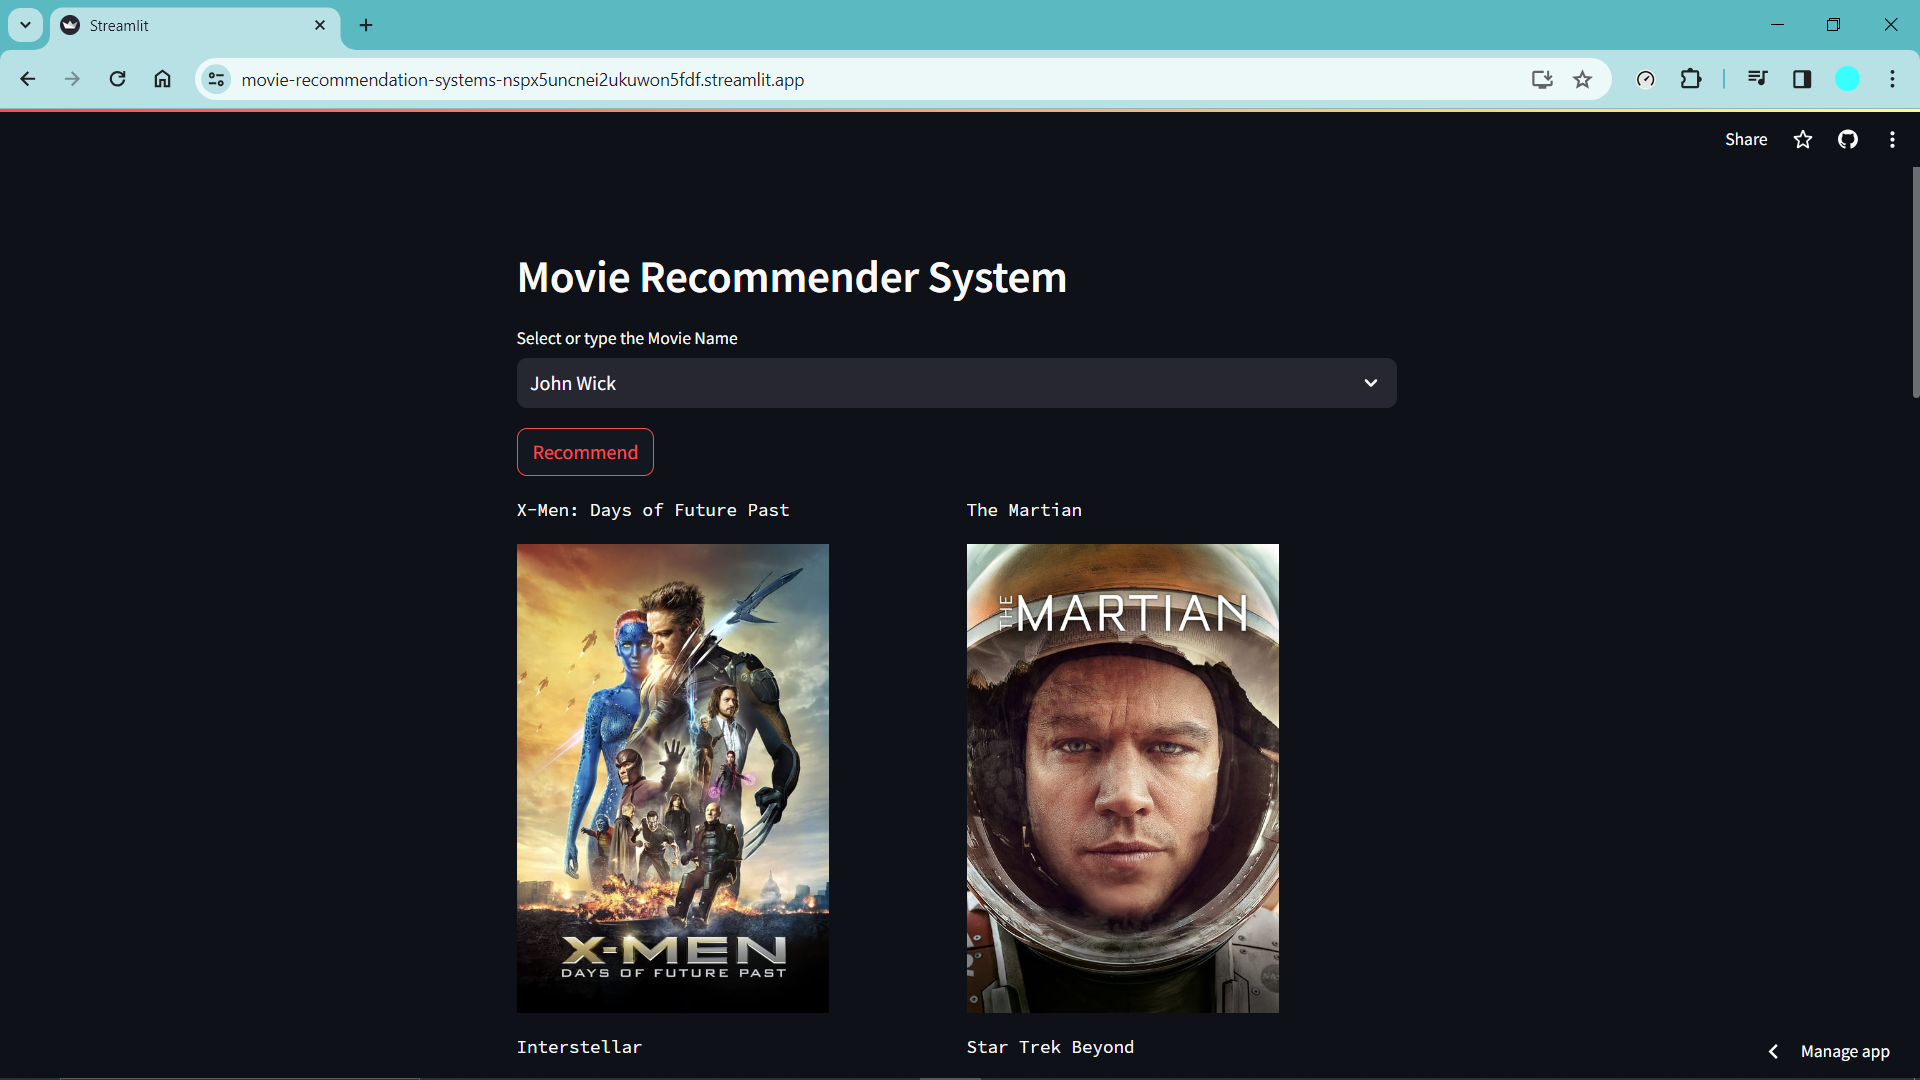 Streamlit
movie-recommendation-systems-nspx5uncnei2ukuwon5fdf.streamlit.app
Share
Movie Recommender System
Select or type the Movie Name
John Wick
Recommend
X-Men: Days of Future Past
The Martian
THE MARTIAN
X-MEN
DAYS OF FUTURE PAST
Interstellar
Star Trek Beyond
Manage app